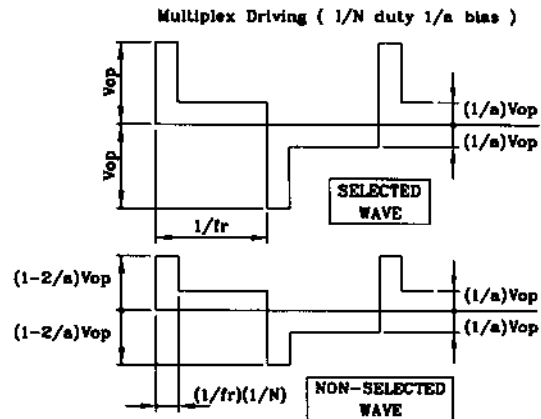 Multiplex Driving ( 1/N duty 1/a bias )
Vop
Vop
(1/a)Vop
(1/a)Vop
SELECTED
WAVE
1/fr
(1-2/a)Vop
(1-2/a)Vop
(1/a)Vop
(1/a)Vop
(1/fr)(1/N)
NON-SELECTED
WAVE